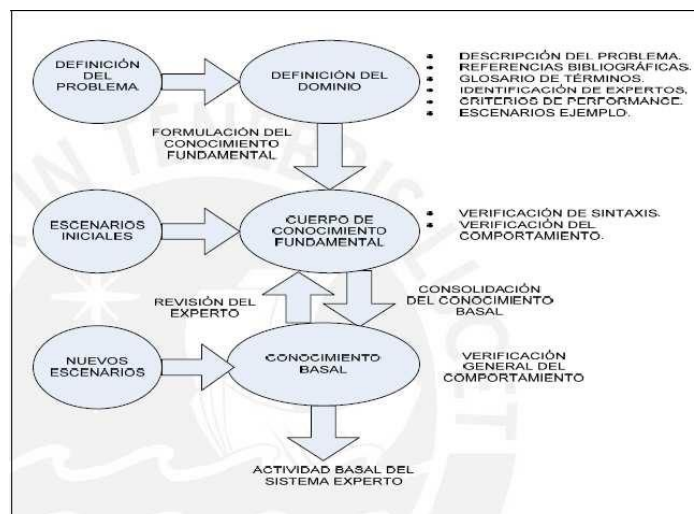 DEFINICIÓN
DEL
PROBLEMA
DEFINICIÓN DEL
DOMINIO
DESCRIPCIÓN DEL PROBLEMA.
REFERENCIAS BIBLIOGRÁFICAS.
GLOSARIO DE TÉRMINOS.
IDENTIFICACIÓN DE EXPERTOS,
CRITERIOS DE PERFORMANCE.
ESCENARIOS EJEMPLO.
FORMULACIÓN DEL
CONOCIMIENTO
FUNDAMENTAL
ESCENARIOS
INICIALES
CUERPO DE
CONOCIMIENTO
FUNDAMENTAL
VERIFICACIÓN DE SINTAXIS.
VERIFICACIÓN DEL
COMPORTAMIENTO.
REVISIÓN DEL
EXPERTO
CONSOLIDACIÓN
DEL CONOCIMIENTO
BASAL
NUEVOS
ESCENARIOS
CONOCIMIENTO
BASAL
VERIFICACIÓN
GENERAL DEL
COMPORTAMIENTO
ACTIVIDAD BASAL DEL
SISTEMA EXPERTO